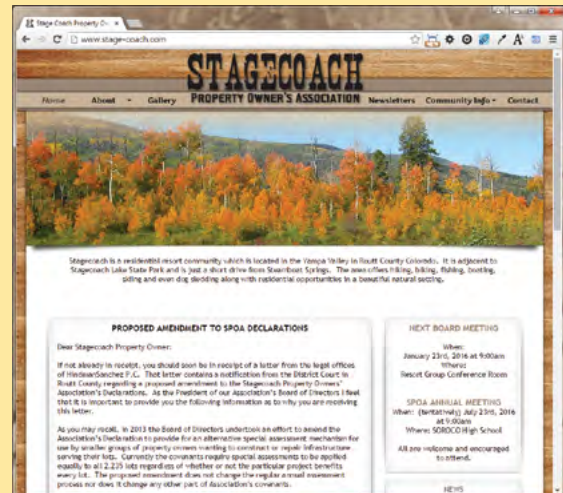 Stage Coach Property Ow
www.stage-coach.com
STAGECOACH
PROPERTY OWNER'S ASSOCIATION
Home About Gallery Newsletters Community Info Contact
Stagecoach is a residential resort community which is located in the Yampa Valley in Routt County Colorado. It is adjacent to
Stagecoach Lake State Park and is just a short drive from Steamboat Springs. The area offers hiking, biking, fishing, boating,
skiing and even dog sledding along with residential opportunities in a beautiful natural setting.
PROPOSED AMENDMENT TO SPOA DECLARATIONS
Dear Stagecoach Property Owner:
If not already in receipt, you should soon be in receipt of a letter from the legal offices
of HindmanSanchez P.C. That letter contains a notification from the District Court in
Routt County regarding a proposed amendment to the Stagecoach Property Owners'
Association's Declarations. As the President of our Association's Board of Directors I feel
that it is important to provide you the following information as to why you are receiving
this letter.
As you may recall, in 2013 the Board of Directors undertook an effort to amend the
Association's Declaration to provide for an alternative special assessment mechanism for
use by smaller groups of property owners wanting to construct or repair infrastructure
serving their lots. Currently the covenants require special assessments to be applied
equally to all 2,235 lots regardless of whether or not the particular project benefits
every lot. The proposed amendment does not change the regular annual assessment
process nor does it change any other part of Association's covenants.
NEXT BOARD MEETING
When:
January 23rd, 2016 at 9:00am
Where:
Resort Group Conference Room
SPOA ANNUAL MEETING
When: (tentatively) July 23rd, 2016
at 9:00am
Where: SOROCO High School
All are welcome and encouraged
to attend.
NEWS